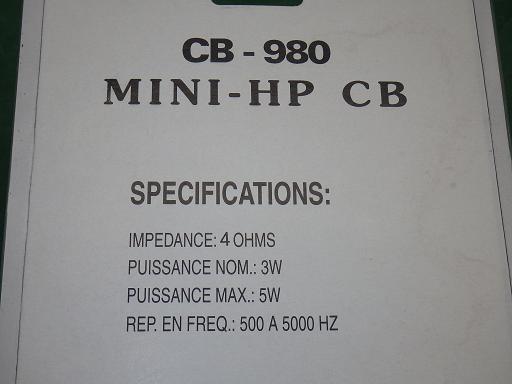 CB - 980
MINI-HP CB
SPECIFICATIONS:
IMPEDANCE: 4 OHMS
PUISSANCE NOM.: 3W
PUISSANCE MAX.: 5W
REP. EN FREQ.: 500 A 5000 HZ